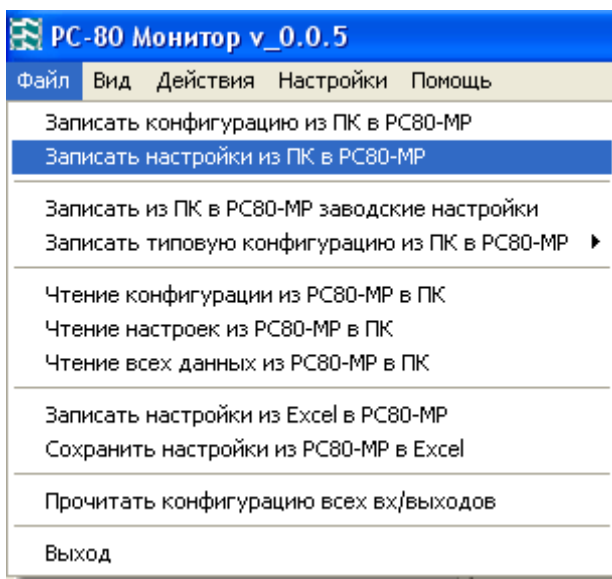 РС-80 Монитор v_0.0.5
Файл Вид Действия Настройки Помощь
Записать конфигурацию из ПК в РС80-МР
Записать настройки из ПК в РС80-МР
Записать из ПК в РС80-МР заводские настройки
Записать типовую конфигурацию из ПК в РС80-МР
Чтение конфигурации из РС80-МР в ПК
Чтение настроек из РС80-МР в ПК
Чтение всех данных из РС80-МР в ПК
Записать настройки из Excel в РС80-МР
Сохранить настройки из РС80-МР в Excel
Прочитать конфигурацию всех вх/выходов
Выход